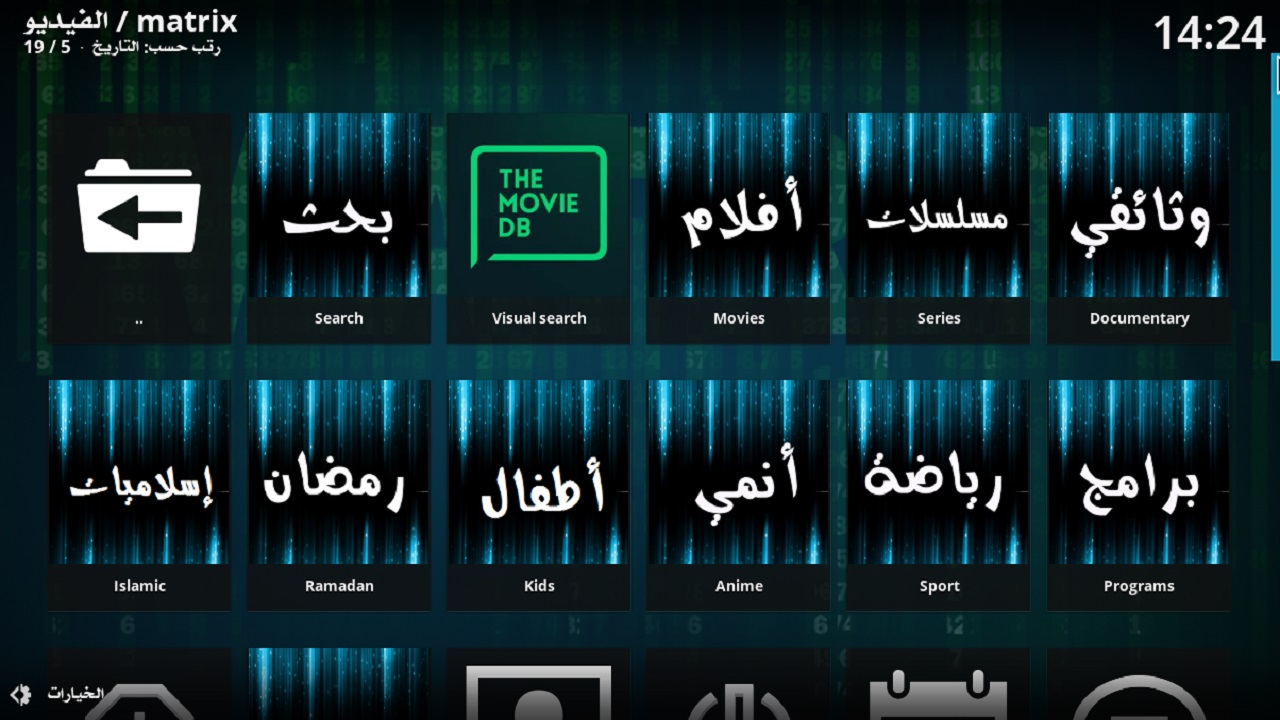 الفيديو / matrix
رتب حسب: التاريخ · 5 / 19
14:24
..
بحث
Search
THE
MOVIE
DB
Visual search
أفلام
Movies
مسلسلات
Series
وثائقي
Documentary
إسلاميات
Islamic
رمضان
Ramadan
أطفال
Kids
أنمي
Anime
رياضة
Sport
برامج
Programs
الخيارات